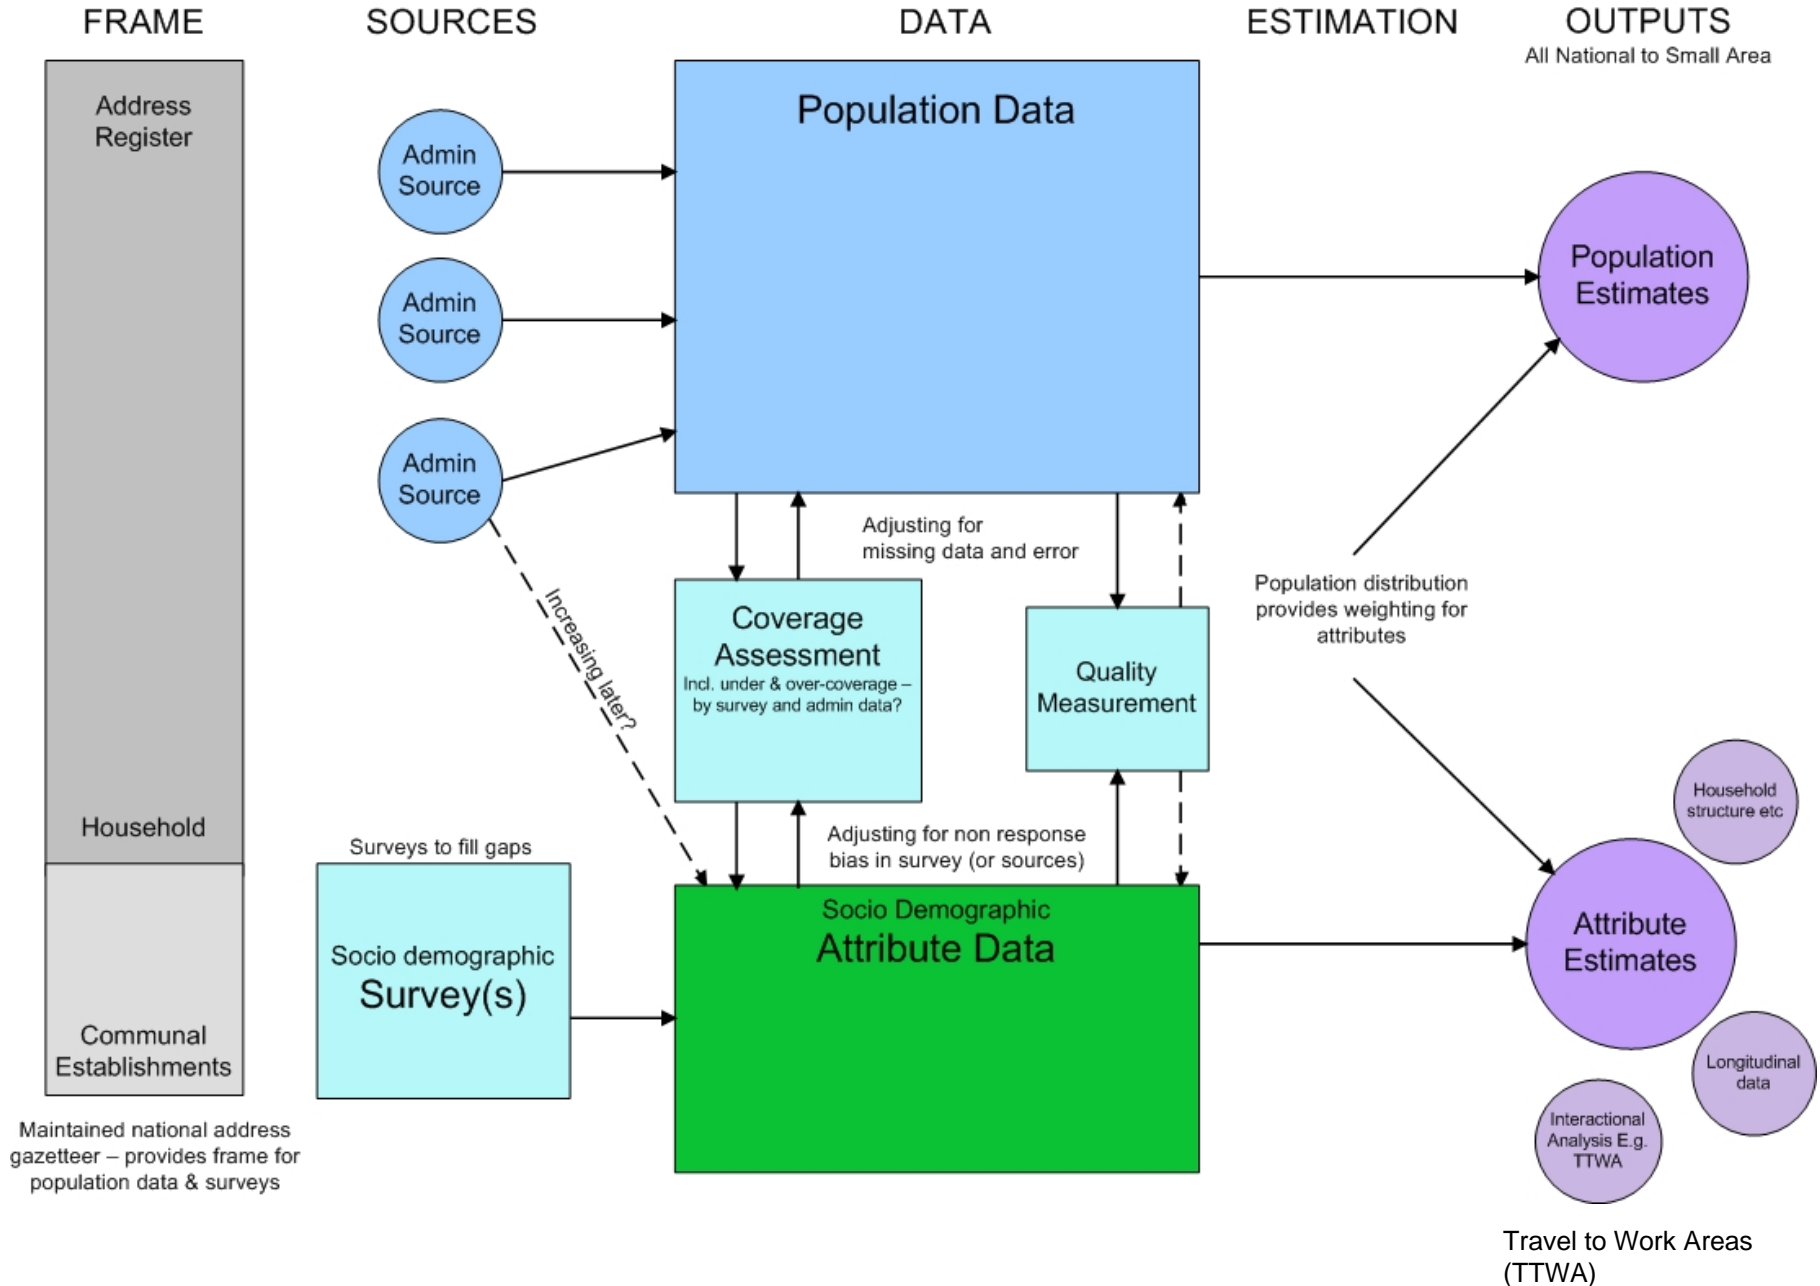 FRAME
SOURCES
DATA
ESTIMATION
OUTPUTS
All National to Small Area
Address
Register
Household
Communal
Establishments
Maintained national address
gazetteer – provides frame for
population data & surveys
Admin
Source
Admin
Source
Admin
Source
Increasing later?
Surveys to fill gaps
Socio demographic
Survey(s)
Population Data
Adjusting for
missing data and error
Coverage
Assessment
Incl. under & over-coverage –
by survey and admin data?
Quality
Measurement
Adjusting for non response
bias in survey (or sources)
Socio Demographic
Attribute Data
Population distribution
provides weighting for
attributes
Population
Estimates
Household
structure etc
Attribute
Estimates
Longitudinal
data
Interactional
Analysis E.g.
TTWA
Travel to Work Areas
(TTWA)